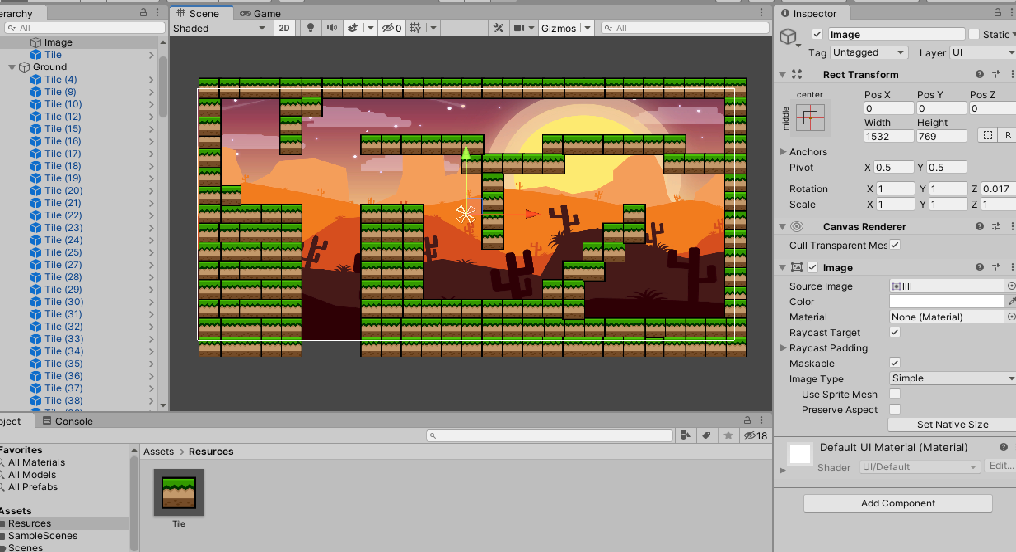 erarchy
All
Image
Tile
Ground
Tile (4)
Tile (9)
Tile (10)
Tile (12)
Tile (15)
Tile (16)
Tile (17)
Tile (18)
Tile (19)
Tile (20)
Tile (21)
Tile (22)
Tile (23)
Tile (24)
Tile (25)
Tile (27)
Tile (28)
Tile (29)
Tile (30)
Tile (31)
Tile (32)
Tile (33)
Tile (34)
Tile (35)
Tile (36)
Tile (37)
Tile (38)
Scene Game
Shaded 2D 0 Gizmos All
Inspector
Image Static
Tag Untagged Layer UI
Rect Transform
center
middle
Pos X Pos Y Pos Z
0 0 0
Width Height
1532 769
R
Anchors
Pivot X 0.5 Y 0.5
Rotation X 1 Y 1 Z 0.017
Scale X 1 Y 1 Z 1
Canvas Renderer
Cull Transparent Mes
Image
Source Image
Color
Material None (Material)
Raycast Target
Raycast Padding
Maskable
Image Type Simple
Use Sprite Mesh
Preserve Aspect
Set Native Size
Default UI Material (Material)
Shader UI/Default Edit...
Add Component
oject Console
18
Favorites
All Materials
All Models
All Prefabs
Assets
Resurces
SampleScenes
Scenes
Assets > Resurces
Tile